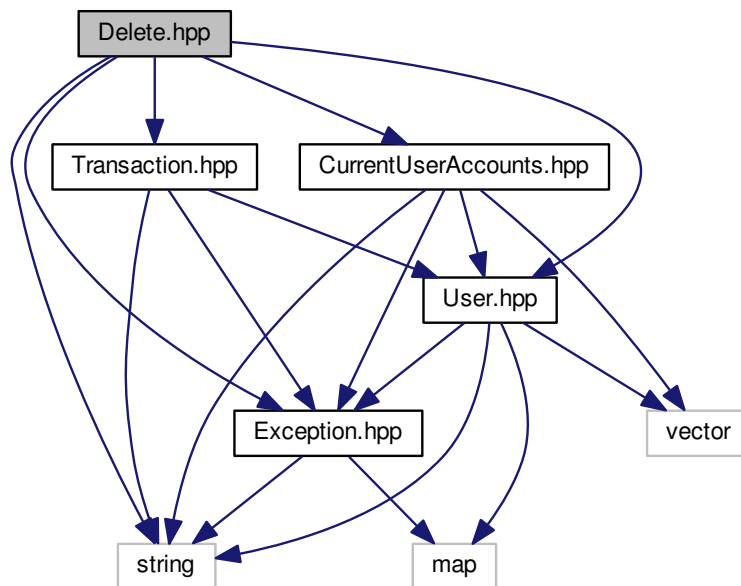 Delete.hpp
Transaction.hpp
CurrentUserAccounts.hpp
User.hpp
Exception.hpp
vector
string
map